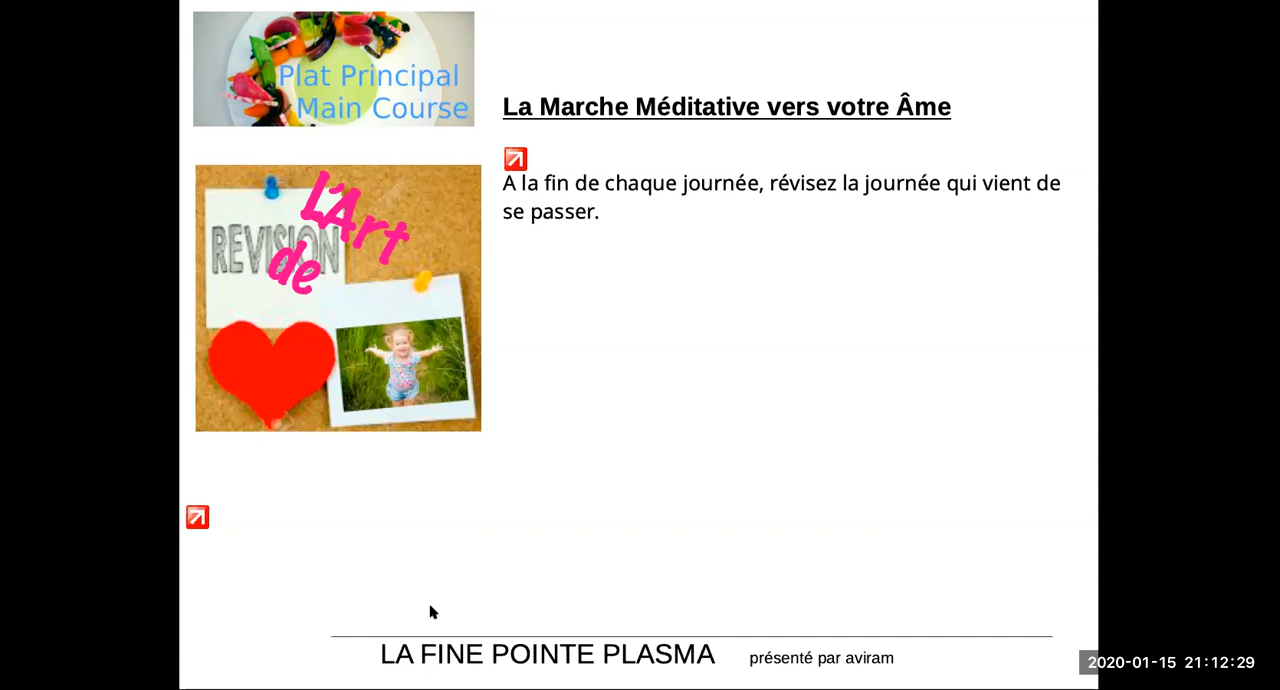 Plat Principal
Main Course
La Marche Méditative vers votre Âme
A la fin de chaque journée, révisez la journée qui vient de
se passer.
L'Art
de
REVISION
LA FINE POINTE PLASMA présenté par aviram
2020-01-15 21:12:29